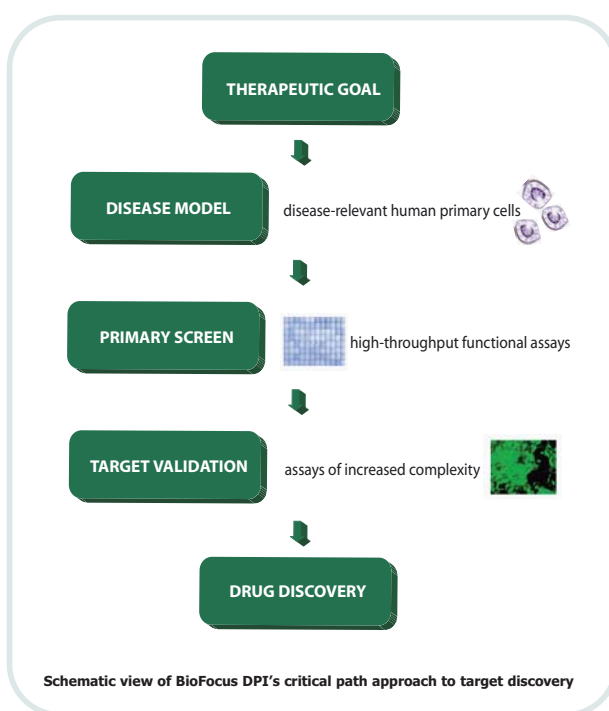 THERAPEUTIC GOAL
DISEASE MODEL
disease-relevant human primary cells
PRIMARY SCREEN
high-throughput functional assays
TARGET VALIDATION
assays of increased complexity
DRUG DISCOVERY
Schematic view of BioFocus DPI's critical path approach to target discovery